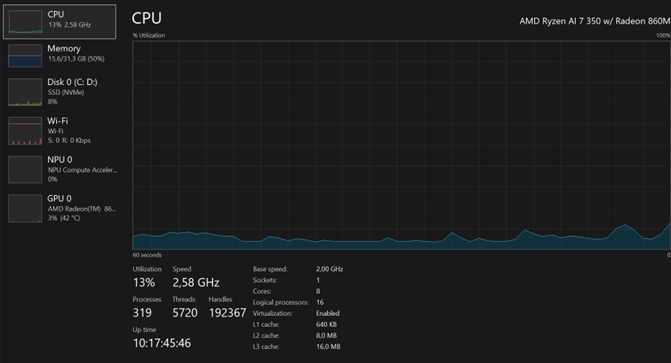 CPU
13% 2,58 GHz
Memory
15,6/31,3 GB (50%)
Disk 0 (C: D:)
SSD (NVMe)
8%
Wi-Fi
Wi-Fi
S: 0 R: 0 Kbps
NPU 0
NPU Compute Acceler...
0%
GPU 0
AMD Radeon(TM) 86...
3% (42 °C)
CPU
AMD Ryzen AI 7 350 w/ Radeon 860M
% Utilization
100%
60 seconds
0
Utilization
Speed
13%
2,58 GHz
Processes
Threads
Handles
319
5720
192367
Up time
10:17:45:46
Base speed: 2,00 GHz
Sockets: 1
Cores: 8
Logical processors: 16
Virtualization: Enabled
L1 cache: 640 KB
L2 cache: 8,0 MB
L3 cache: 16,0 MB